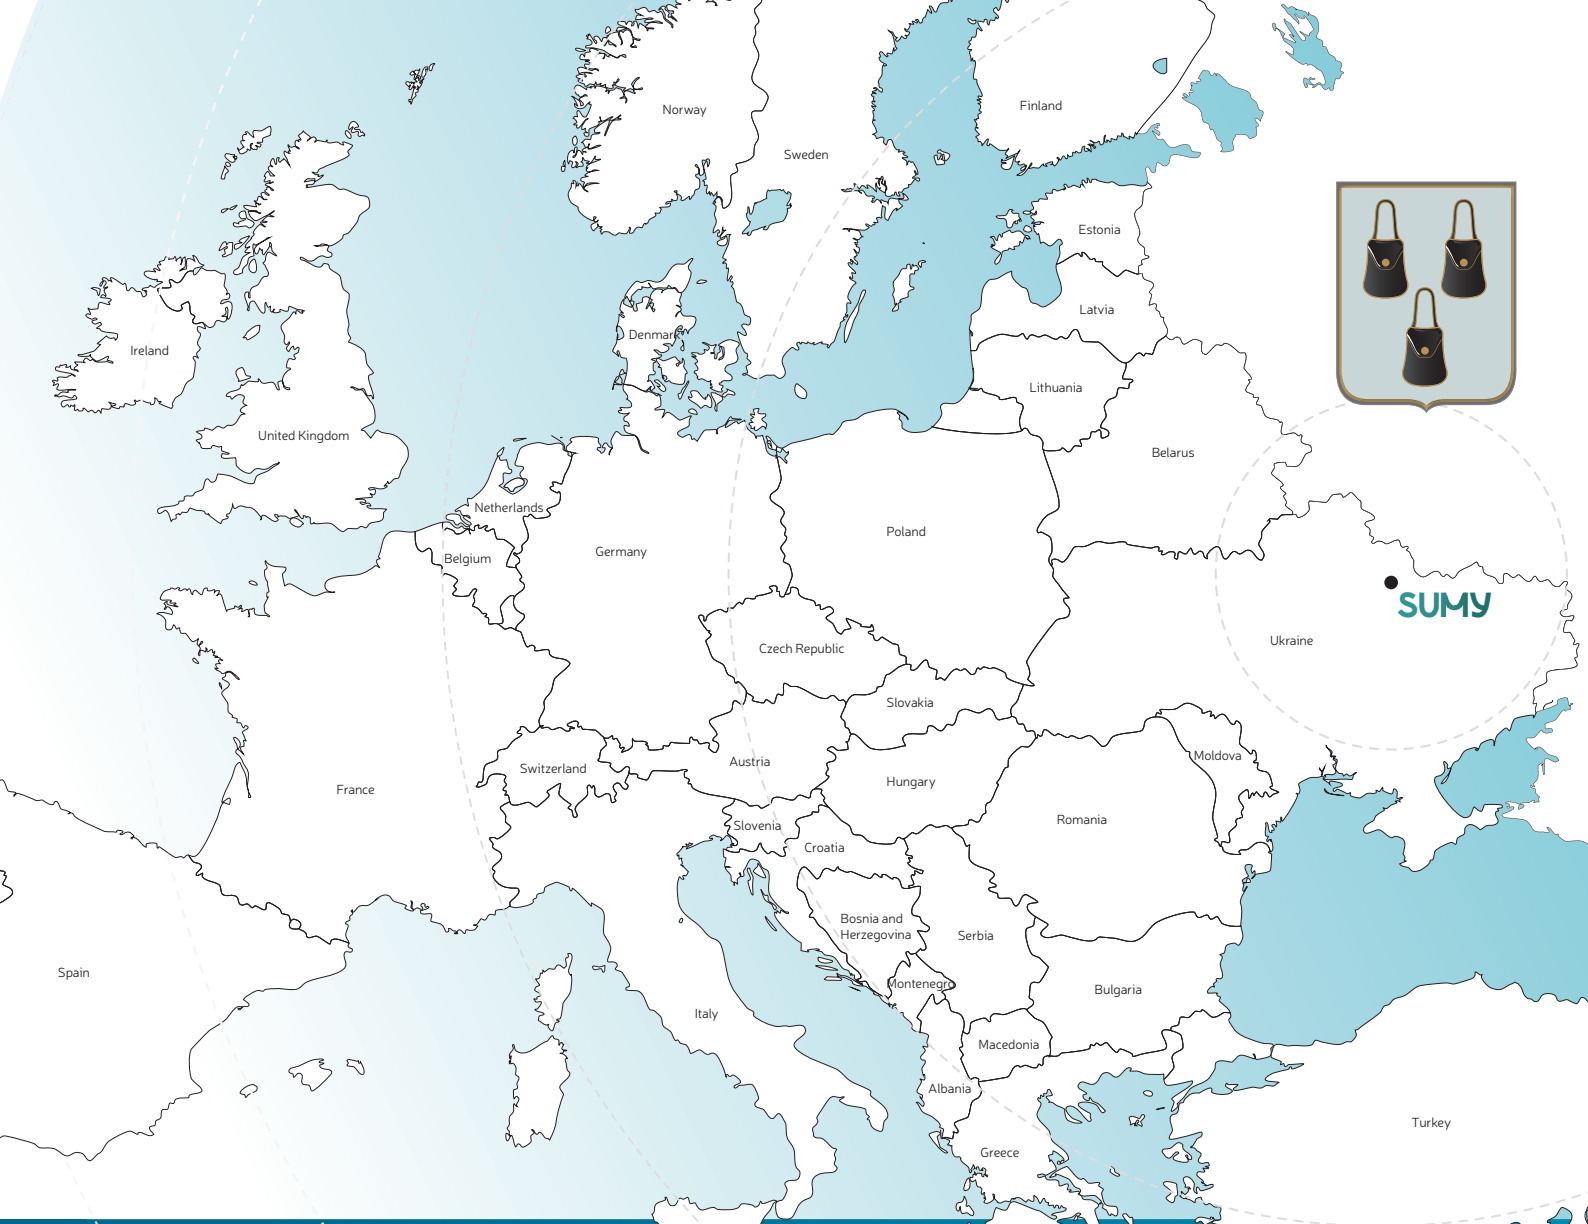 Norway
Finland
Sweden
Estonia
Latvia
Denmark
Ireland
Lithuania
United Kingdom
Belarus
Netherlands
Poland
Germany
Belgium
SUMY
Ukraine
Czech Republic
Slovakia
Moldova
Austria
Switzerland
Hungary
France
Romania
Slovenia
Croatia
Bosnia and
Herzegovina
Serbia
Spain
Montenegro
Bulgaria
Italy
Macedonia
Albania
Turkey
Greece